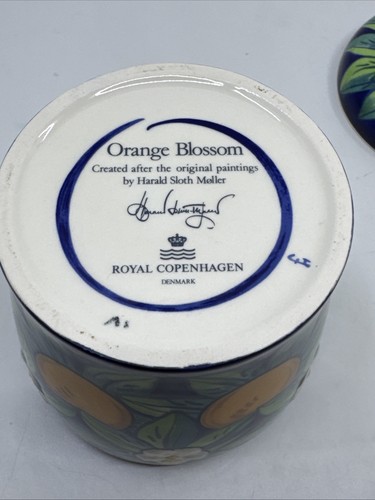 Orange Blossom
Created after the original paintings
by Harald Sloth Møller
ROYAL COPENHAGEN
DENMARK